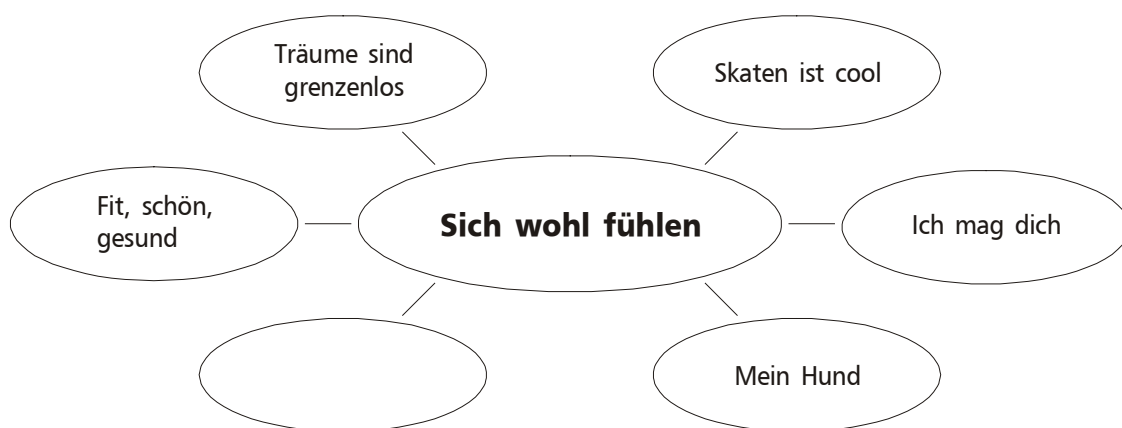 Träume sind
grenzenlos
Skaten ist cool
Fit, schön,
gesund
Sich wohl fühlen
Ich mag dich
Mein Hund